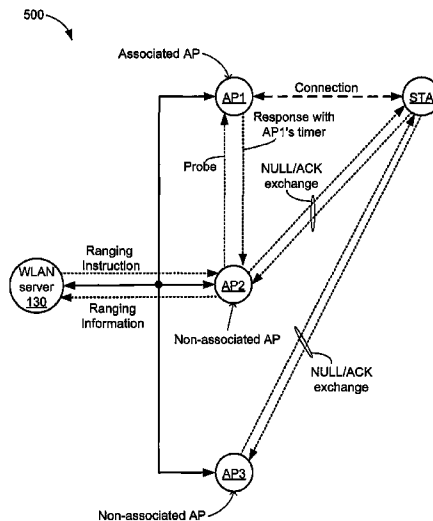 500
Associated AP
AP1
Connection
STA
Response with
AP1's timer
Probe
NULL/ACK
exchange
WLAN
server
130
Ranging
Instruction
Ranging
Information
AP2
Non-associated AP
NULL/ACK
exchange
AP3
Non-associated AP